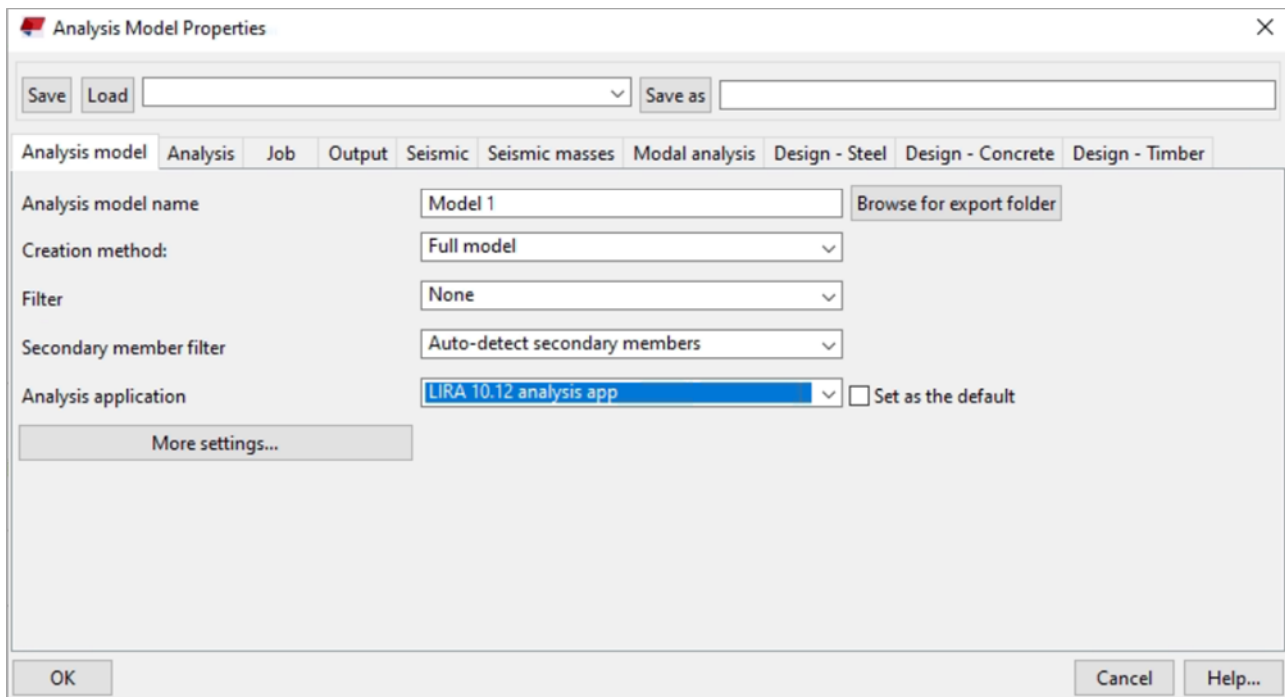 Analysis Model Properties
Save Load Save as
Analysis model Analysis Job Output Seismic Seismic masses Modal analysis Design - Steel Design - Concrete Design - Timber
Analysis model name Model 1 Browse for export folder
Creation method: Full model
Filter None
Secondary member filter Auto-detect secondary members
Analysis application LIRA 10.12 analysis app Set as the default
More settings...
OK Cancel Help...